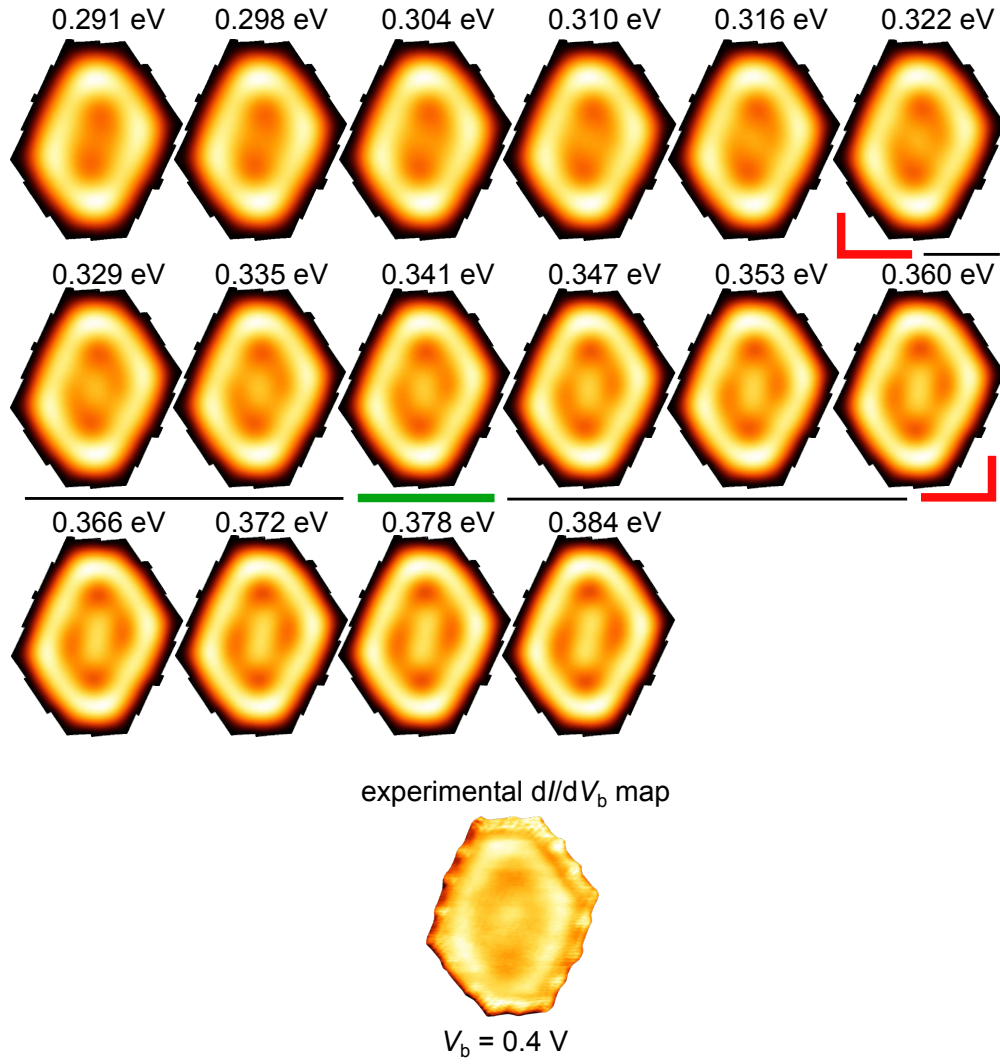 0.291 eV 0.298 eV 0.304 eV 0.310 eV 0.316 eV 0.322 eV
0.329 eV 0.335 eV 0.341 eV 0.347 eV 0.353 eV 0.360 eV
0.366 eV 0.372 eV 0.378 eV 0.384 eV
experimental dI/dVb map
Vb = 0.4 V